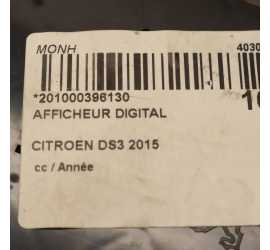 MONH 4030
*201000396130
AFFICHEUR DIGITAL
CITROEN DS3 2015
cc / Année